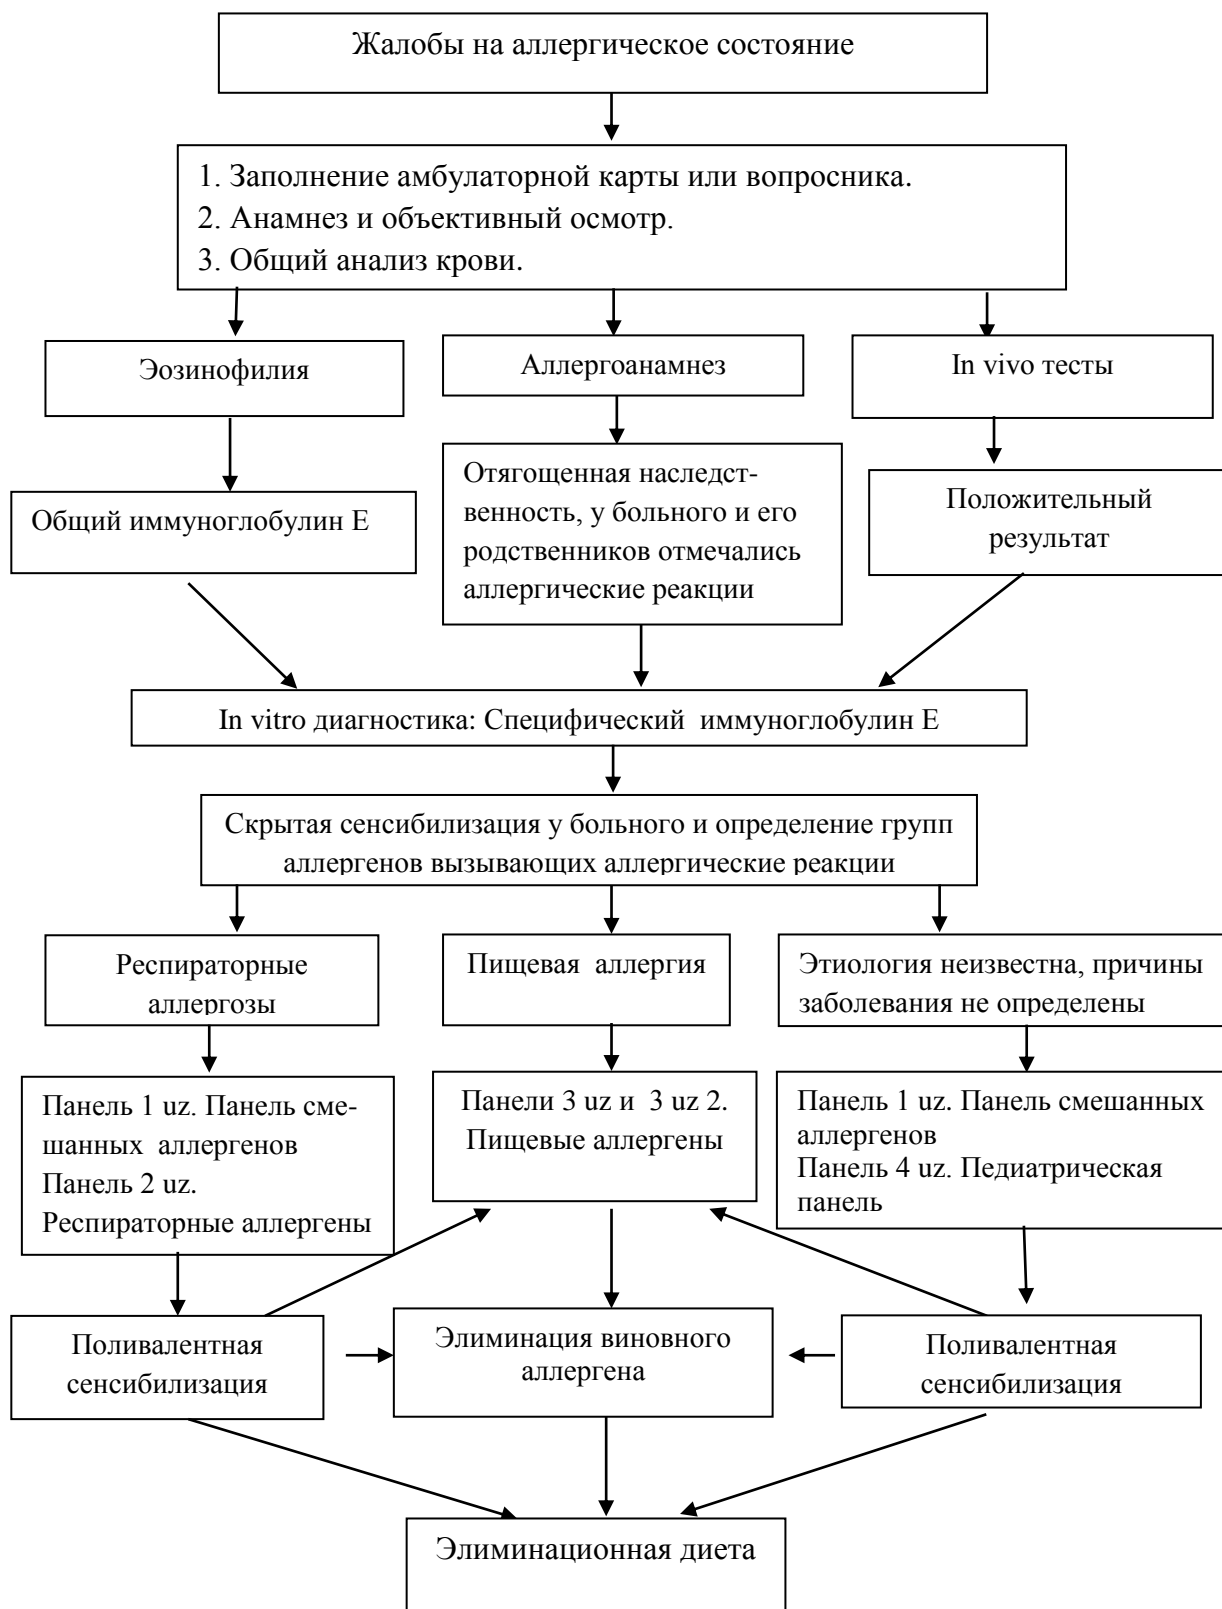 Жалобы на аллергическое состояние
1. Заполнение амбулаторной карты или вопросника.
2. Анамнез и объективный осмотр.
3. Общий анализ крови.
Эозинофилия
Аллергоанамнез
In vivo тесты
Общий иммуноглобулин Е
Отягощенная наследст-
венность, у больного и его
родственников отмечались
аллергические реакции
Положительный
результат
In vitro диагностика: Специфический иммуноглобулин Е
Скрытая сенсибилизация у больного и определение групп
аллергенов вызывающих аллергические реакции
Респираторные
аллергозы
Пищевая аллергия
Этиология неизвестна, причины
заболевания не определены
Панель 1 uz. Панель сме-
шанных аллергенов
Панель 2 uz.
Респираторные аллергены
Панели 3 uz и 3 uz 2.
Пищевые аллергены
Панель 1 uz. Панель смешанных
аллергенов
Панель 4 uz. Педиатрическая
панель
Поливалентная
сенсибилизация
Элиминация виновного
аллергена
Поливалентная
сенсибилизация
Элиминационная диета